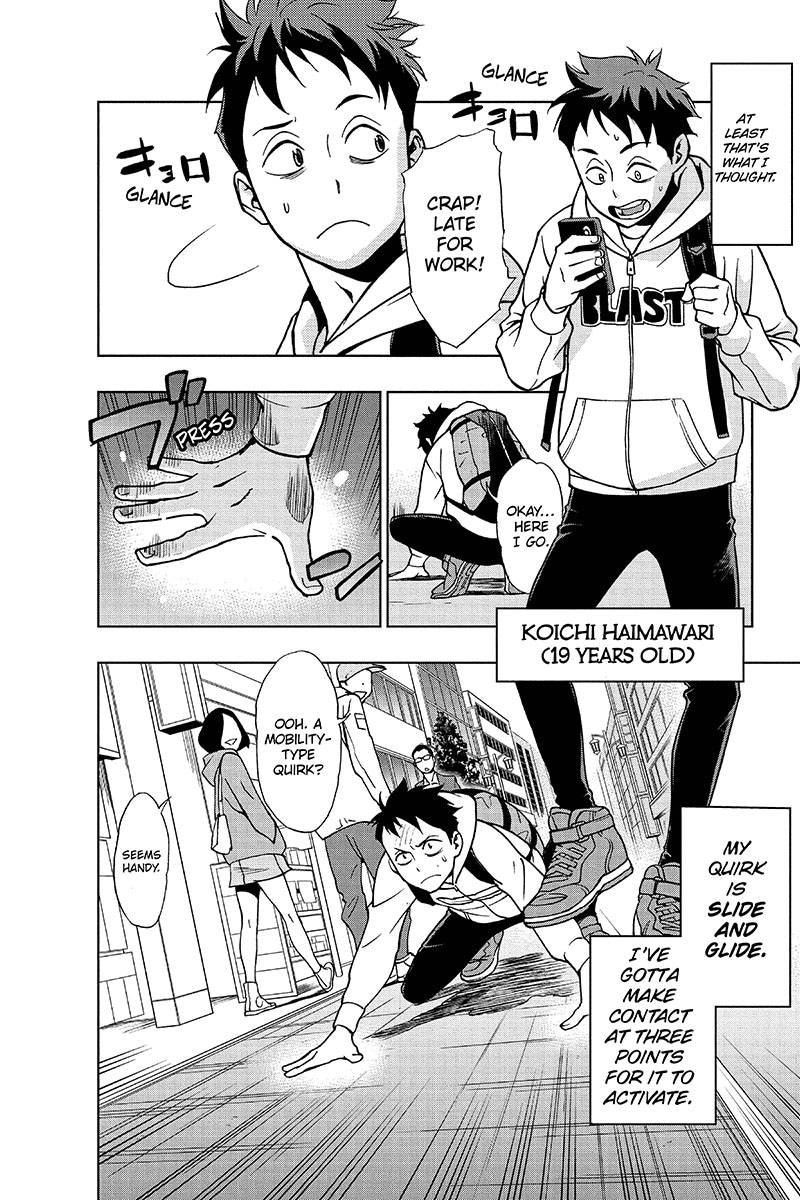 AT
LEAST
THAT'S
WHAT I
THOUGHT.
GLANCE
キョロ
BLAST
CRAP!
LATE
FOR
WORK!
キョロ
GLANCE
OKAY...
HERE
I GO.
KOICHI HAIMAWARI
(19 YEARS OLD)
PRESS
MY
QUIRK
IS
SLIDE
AND
GLIDE.
I'VE
GOTTA
MAKE
CONTACT
AT THREE
POINTS
FOR IT TO
ACTIVATE.
OOH. A
MOBILITY-
TYPE
QUIRK?
SEEMS
HANDY.